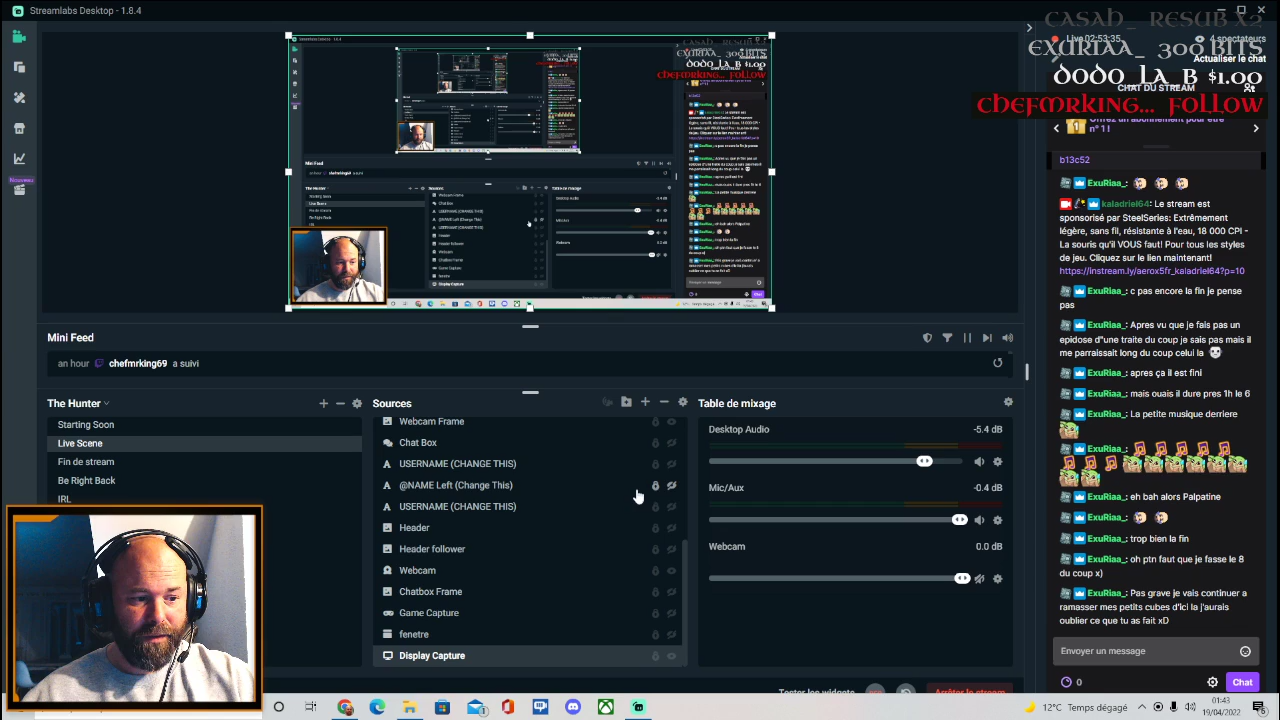 Streamlabs Desktop - 1.8.4
CASAD_ RESUB X2
Live 02:53:35
4 spectateurs
EXURIAA_ 300 BITS
Actualiser le chat
DODO_LA_B $1.00
DU STREAM
CHEFMRKING... FOLLOW
Offrez un abonnement pour être
n° 1 !
b13c52
ExuRiaa_:
kaladriel64: Le stream est
sponsorisé par
légère, sans fil, résistante à l'eau, 18 000 CPI -
La souris qu'il VOUS faut ! Pour tous les styles
de jeu. Cliquez sur
https://instream
ExuRiaa_: pas encore la fin je pense
pas
ExuRiaa_: Apres vu que je fais pas un
epidose d"une traite du coup je sais pas mais il
me parraissait long du coup celui la
ExuRiaa_: apres ça il est fini
ExuRiaa_: mais ouais il dure pres 1h le 6
ExuRiaa_: La petite musique derriere
ExuRiaa_:
ExuRiaa_: eh bah alors Palpatine
ExuRiaa_:
ExuRiaa_: trop bien la fin
ExuRiaa_: oh ptn faut que je fasse le 8
du coup x)
ExuRiaa_: Pas grave je vais continuer a
ramasser mes petits cubes d'ici la j'aurais
oublier ce que tu as fait xD
Envoyer un message
0
Chat
Nouveau
Mini Feed
an hour chefmrking69 a suivi
The Hunter
Starting Soon
Live Scene
Fin de stream
Be Right Back
IRL
Sources
Webcam Frame
Chat Box
USERNAME (CHANGE THIS)
@NAME Left (Change This)
USERNAME (CHANGE THIS)
Header
Header follower
Webcam
Chatbox Frame
Game Capture
fenetre
Display Capture
Table de mixage
Desktop Audio
-5.4 dB
Mic/Aux
-0.4 dB
Webcam
0.0 dB
Tester les widgets
REC
Arrêter le stream
12°C Temps dégagé
01:43
19/04/2022